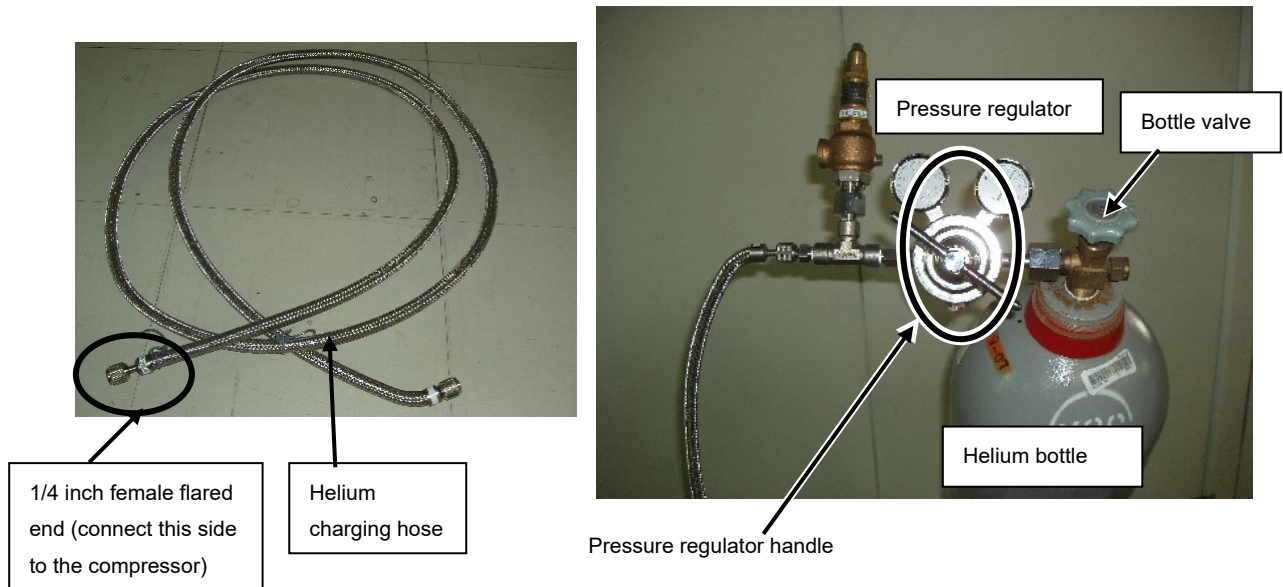 Pressure regulator
Bottle valve
Helium bottle
1/4 inch female flared
end (connect this side
to the compressor)
Helium
charging hose
Pressure regulator handle